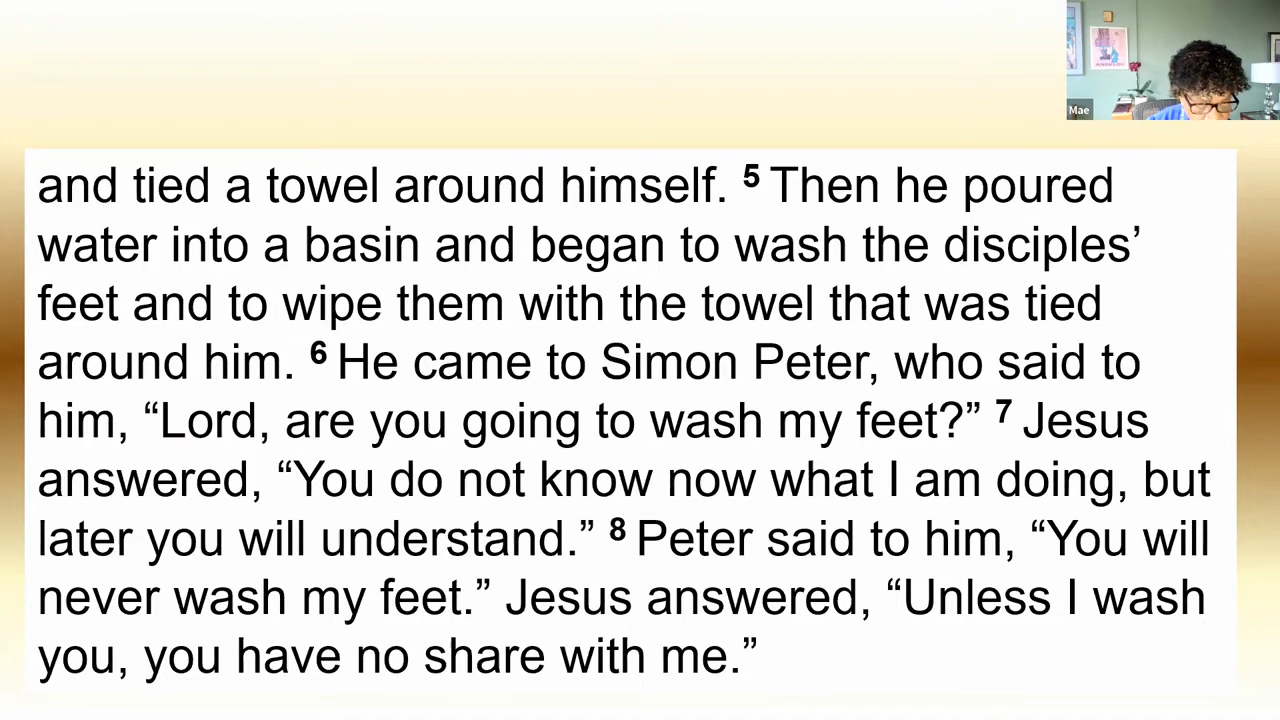 Mae
and tied a towel around himself. 5 Then he poured
water into a basin and began to wash the disciples’
feet and to wipe them with the towel that was tied
around him. 6 He came to Simon Peter, who said to
him, “Lord, are you going to wash my feet?” 7 Jesus
answered, “You do not know now what I am doing, but
later you will understand.” 8 Peter said to him, “You will
never wash my feet.” Jesus answered, “Unless I wash
you, you have no share with me.”